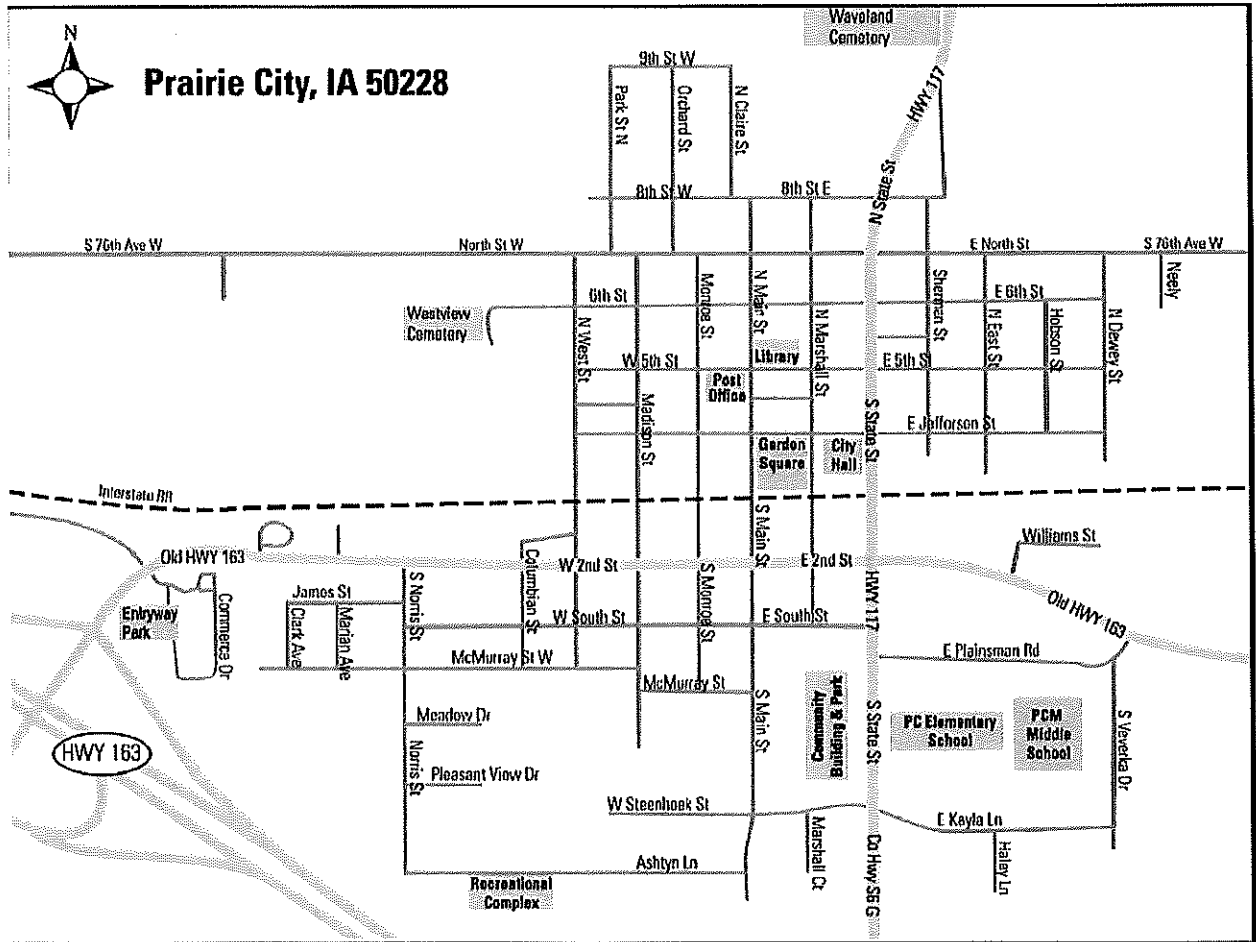 Waveland
Cemetery
N
Prairie City, IA 50228
9th St W
Park St N
Orchard St
N Claire St
HWY 117
8th St W
8th St E
N State St
S 76th Ave W
North St W
E North St
S 76th Ave W
Neely
6th St
Monroe St
N Main St
N Marshall St
Sherman St
E 6th St
N East St
Hobson St
N Dewey St
Westview
Cemetery
N West St
W 5th St
Library
E 5th St
Post
Office
Madison St
S State St
E Jefferson St
Garden
Square
City
Hall
Interstate RR
S Main St
Williams St
Old HWY 163
Columbian St
W 2nd St
E 2nd St
S Monroe St
HWY 117
Old HWY 163
James St
S Norris St
Entryway
Park
Commerce Dr
Clark Ave
Marian Ave
W South St
E South St
McMurray St W
E Plainsman Rd
McMurray St
S Main St
Community
Building & Park
S State St
PC Elementary
School
PCM
Middle
School
S Veverka Dr
Meadow Dr
HWY 163
Norris St
Pleasant View Dr
W Steenhoek St
Marshall Ct
E Kayla Ln
Haley Ln
Ashtyn Ln
Co Hwy S6 G
Recreational
Complex